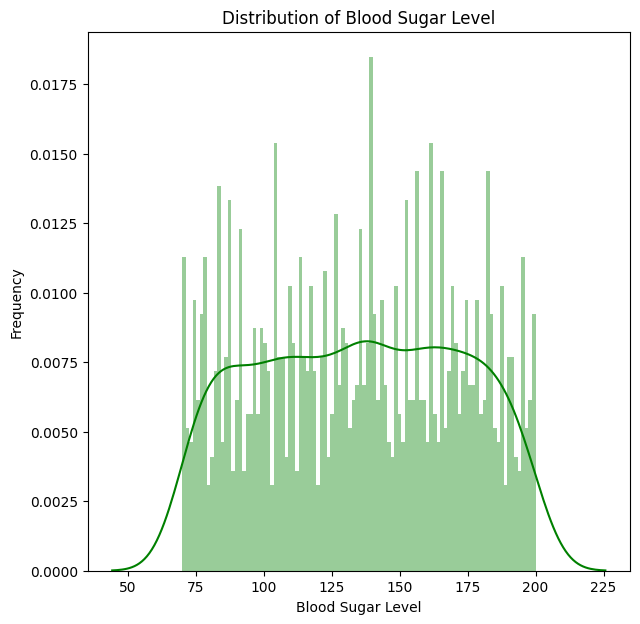 Distribution of Blood Sugar Level
Frequency
0.0175
0.0150
0.0125
0.0100
0.0075
0.0050
0.0025
0.0000
50 75 100 125 150 175 200 225
Blood Sugar Level